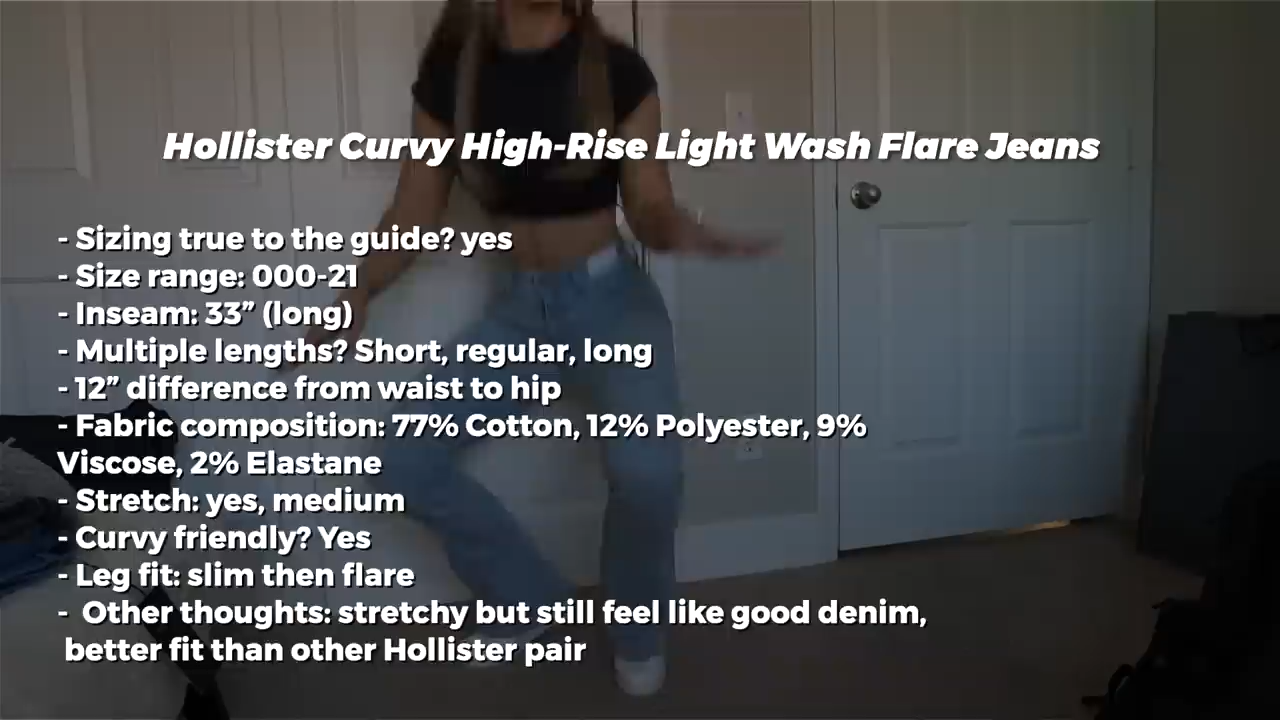 Hollister Curvy High-Rise Light Wash Flare Jeans
- Sizing true to the guide? yes
- Size range: 000-21
- Inseam: 33” (long)
- Multiple lengths? Short, regular, long
- 12” difference from waist to hip
- Fabric composition: 77% Cotton, 12% Polyester, 9%
Viscose, 2% Elastane
- Stretch: yes, medium
- Curvy friendly? Yes
- Leg fit: slim then flare
- Other thoughts: stretchy but still feel like good denim,
better fit than other Hollister pair